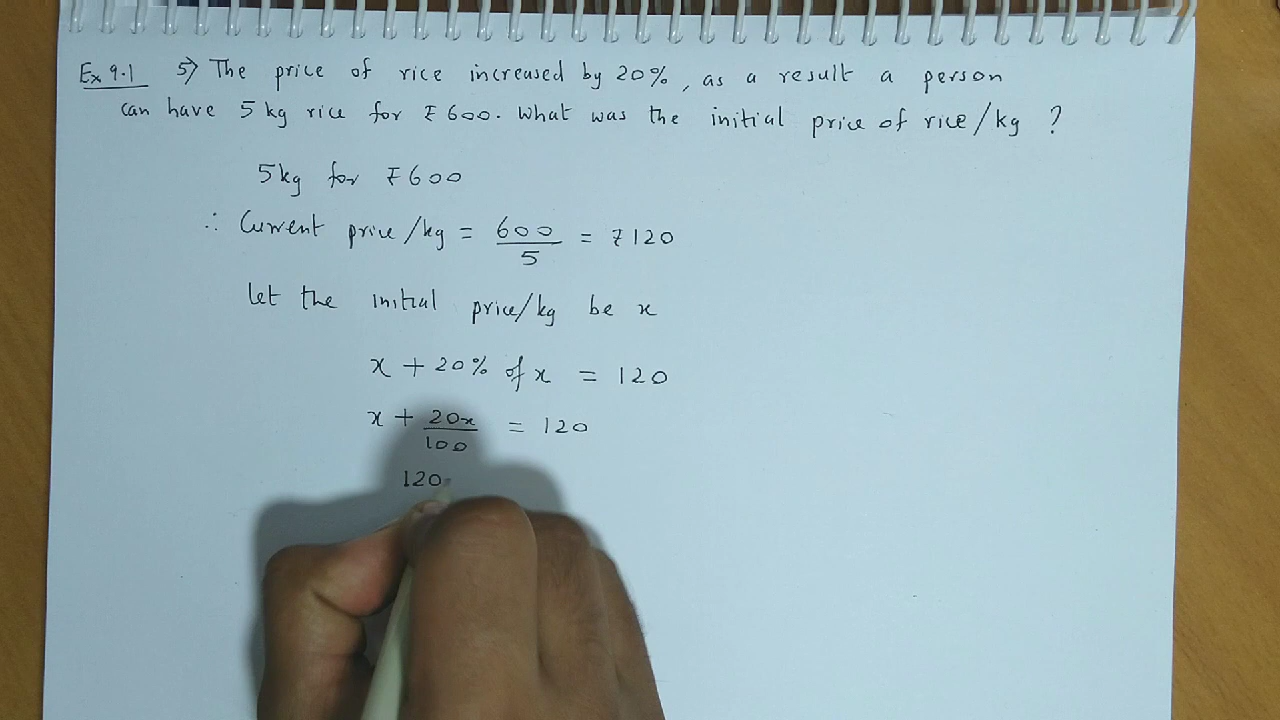 Ex 9.1 5) The price of rice increased by 20%, as a result a person
can have 5 kg rice for ₹600. What was the initial price of rice/kg ?
5kg for ₹600
∴ Current price/kg = 600/5 = ₹120
let the initial price/kg be x
x + 20% of x = 120
x + 20x/100 = 120
120